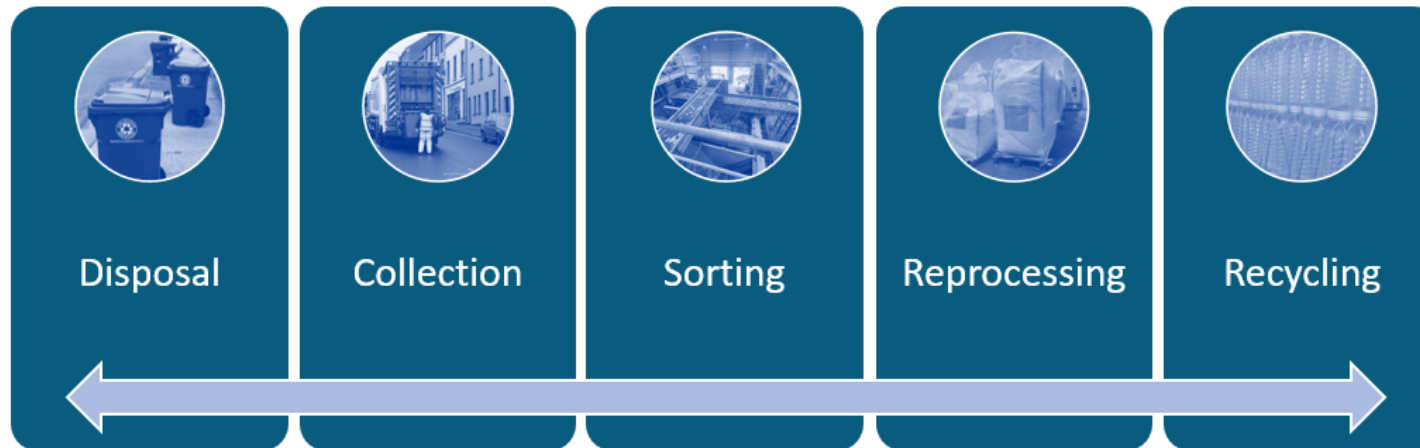 Disposal
Collection
Sorting
Reprocessing
Recycling